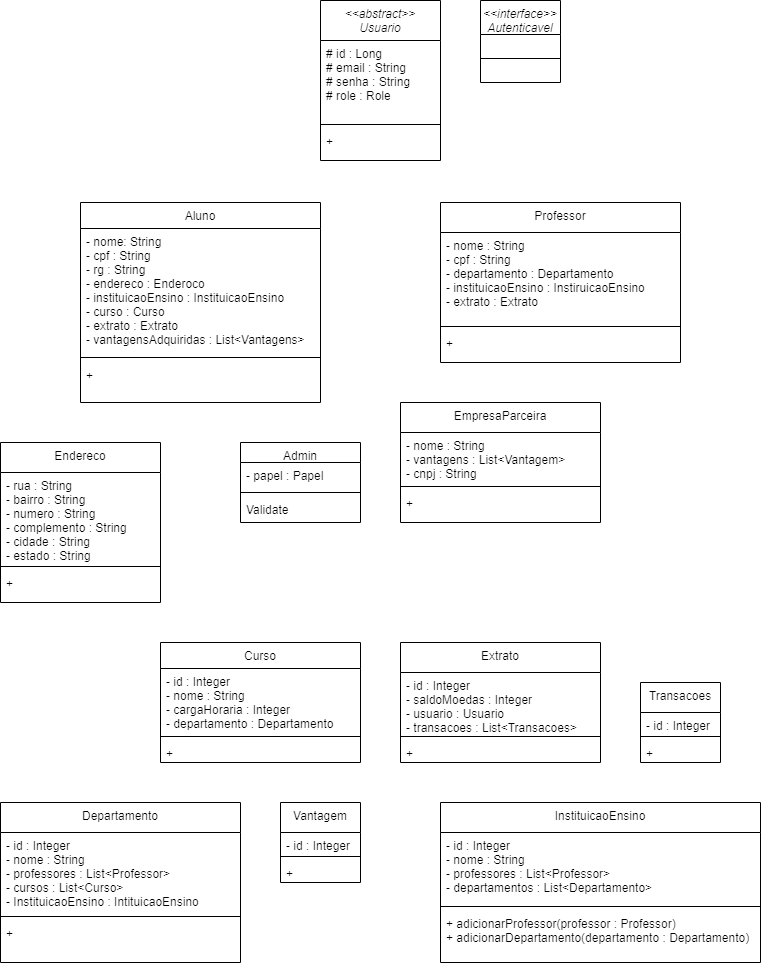 <<abstract>>
Usuario
# id : Long
# email : String
# senha : String
# role : Role
+
<<interface>>
Autenticavel
Aluno
- nome: String
- cpf : String
- rg : String
- endereco : Enderoco
- instituicaoEnsino : InstituicaoEnsino
- curso : Curso
- extrato : Extrato
- vantagensAdquiridas : List<Vantagens>
+
Professor
- nome : String
- cpf : String
- departamento : Departamento
- instituicaoEnsino : InstiruicaoEnsino
- extrato : Extrato
+
Endereco
- rua : String
- bairro : String
- numero : String
- complemento : String
- cidade : String
- estado : String
+
Admin
- papel : Papel
Validate
EmpresaParceira
- nome : String
- vantagens : List<Vantagem>
- cnpj : String
+
Curso
- id : Integer
- nome : String
- cargaHoraria : Integer
- departamento : Departamento
+
Extrato
- id : Integer
- saldoMoedas : Integer
- usuario : Usuario
- transacoes : List<Transacoes>
+
Transacoes
- id : Integer
+
Departamento
- id : Integer
- nome : String
- professores : List<Professor>
- cursos : List<Curso>
- InstituicaoEnsino : IntituicaoEnsino
+
Vantagem
- id : Integer
+
InstituicaoEnsino
- id : Integer
- nome : String
- professores : List<Professor>
- departamentos : List<Departamento>
+ adicionarProfessor(professor : Professor)
+ adicionarDepartamento(departamento : Departamento)